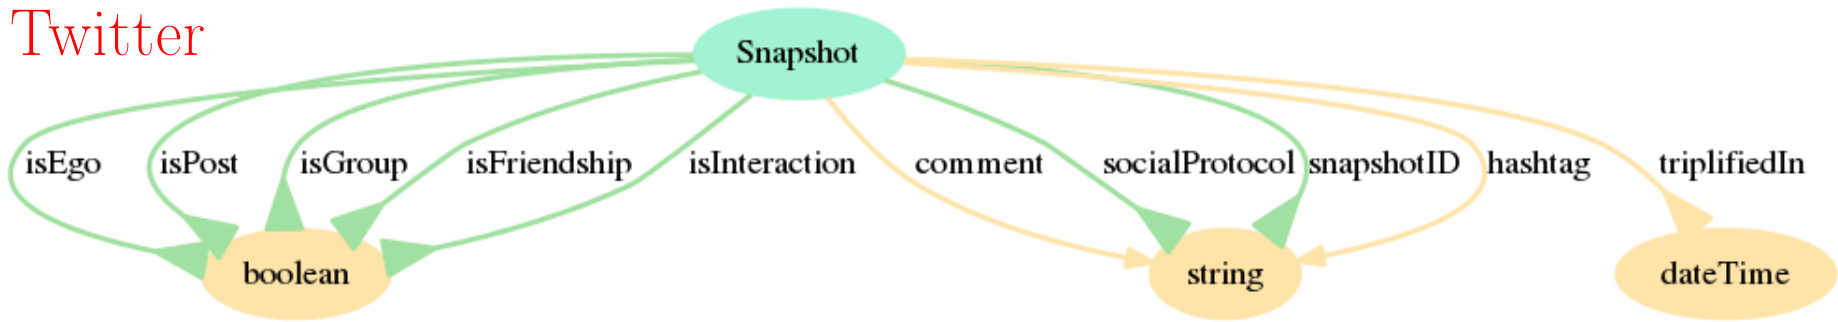 Twitter
Snapshot
isEgo
isPost
isGroup
isFriendship
isInteraction
comment
socialProtocol
snapshotID
hashtag
triplifiedIn
boolean
string
dateTime